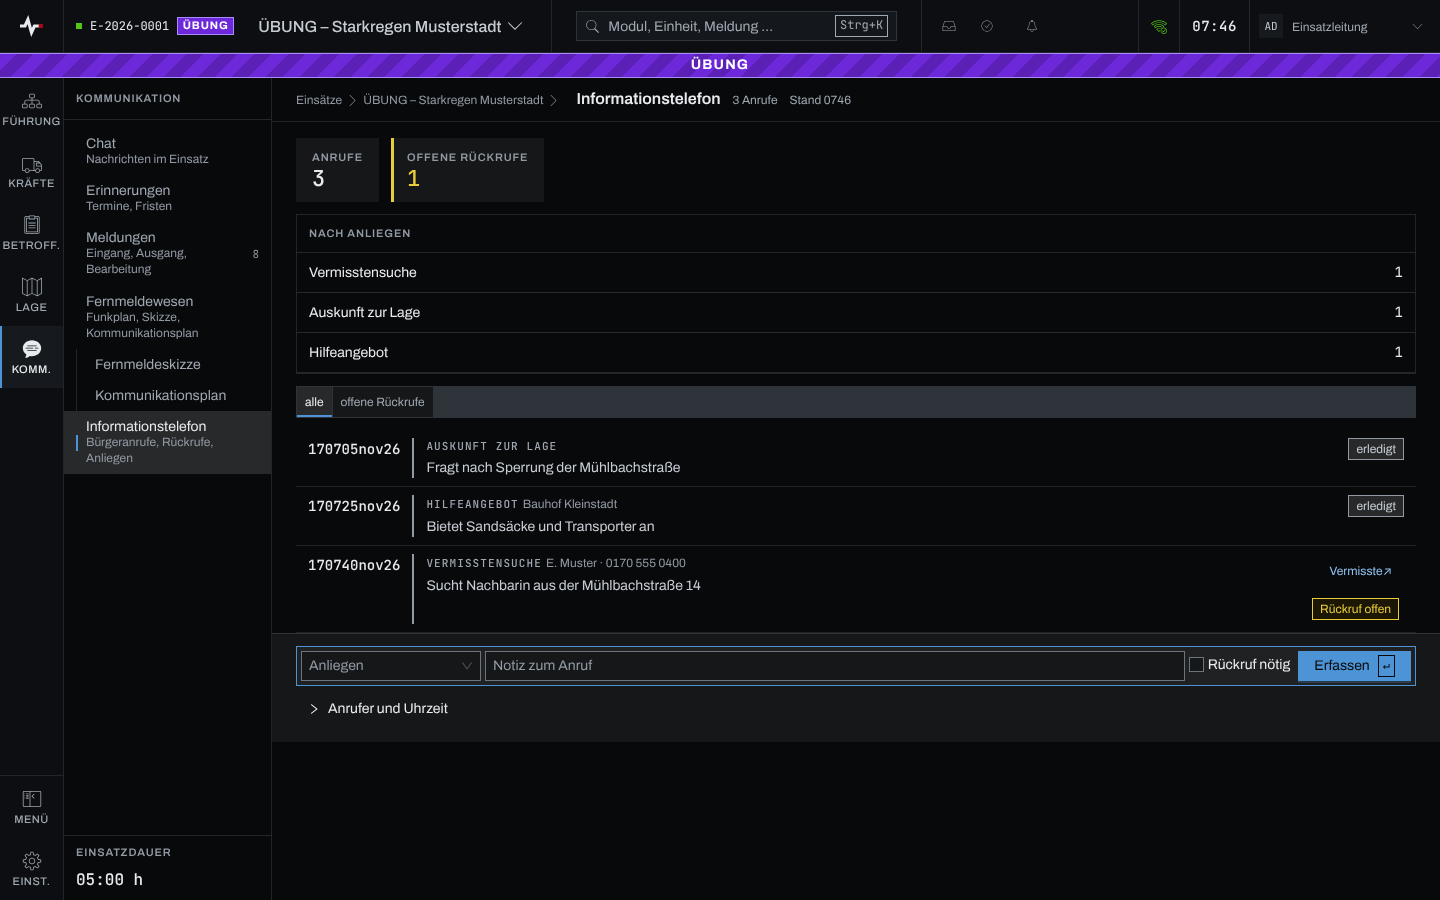 E-2026-0001 ÜBUNG ÜBUNG – Starkregen Musterstadt
Modul, Einheit, Meldung ... Strg+K
07:46
AD Einsatzleitung
ÜBUNG
FÜHRUNG
KRÄFTE
BETROFF.
LAGE
KOMM.
MENÜ
EINST.
KOMMUNIKATION
Chat
Nachrichten im Einsatz
Erinnerungen
Termine, Fristen
Meldungen
Eingang, Ausgang,
Bearbeitung
8
Fernmeldewesen
Funkplan, Skizze,
Kommunikationsplan
Fernmeldeskizze
Kommunikationsplan
Informationstelefon
Bürgeranrufe, Rückrufe,
Anliegen
EINSATZDAUER
05:00 h
Einsätze ÜBUNG – Starkregen Musterstadt Informationstelefon 3 Anrufe Stand 0746
ANRUFE
3
OFFENE RÜCKRUFE
1
NACH ANLIEGEN
Vermisstensuche 1
Auskunft zur Lage 1
Hilfeangebot 1
alle offene Rückrufe
170705nov26 AUSKUNFT ZUR LAGE erledigt
Fragt nach Sperrung der Mühlbachstraße
170725nov26 HILFEANGEBOT Bauhof Kleinstadt erledigt
Bietet Sandsäcke und Transporter an
170740nov26 VERMISSTENSUCHE E. Muster · 0170 555 0400
Sucht Nachbarin aus der Mühlbachstraße 14
Vermisste↗
Rückruf offen
Anliegen Notiz zum Anruf Rückruf nötig Erfassen ↵
Anrufer und Uhrzeit